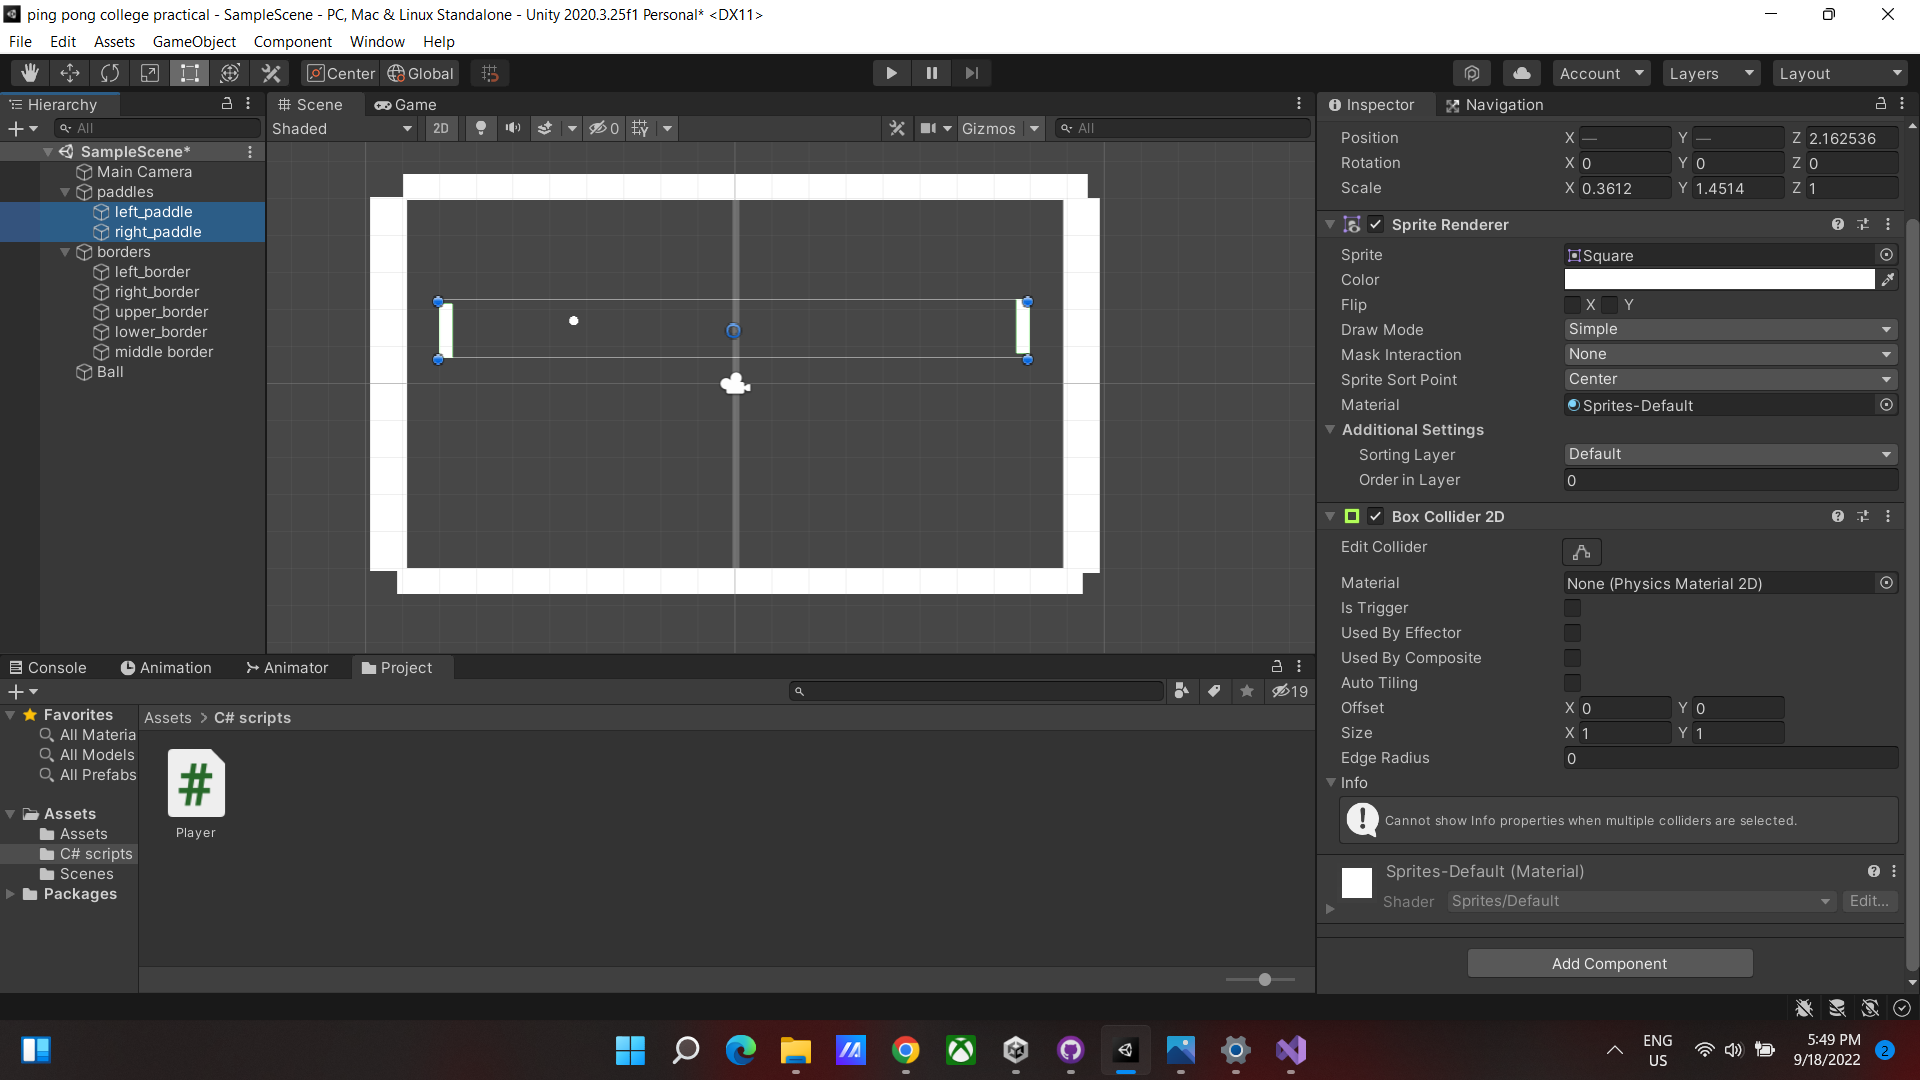 ping pong college practical - SampleScene - PC, Mac & Linux Standalone - Unity 2020.3.25f1 Personal* <DX11>
File Edit Assets GameObject Component Window Help
Center Global Account Layers Layout
Hierarchy
All
SampleScene*
Main Camera
paddles
left_paddle
right_paddle
borders
left_border
right_border
upper_border
lower_border
middle border
Ball
Scene Game
Shaded 2D 0 Gizmos All
Inspector Navigation
Position X — Y — Z 2.162536
Rotation X 0 Y 0 Z 0
Scale X 0.3612 Y 1.4514 Z 1
Sprite Renderer
Sprite Square
Color
Flip X Y
Draw Mode Simple
Mask Interaction None
Sprite Sort Point Center
Material Sprites-Default
Additional Settings
Sorting Layer Default
Order in Layer 0
Box Collider 2D
Edit Collider
Material None (Physics Material 2D)
Is Trigger
Used By Effector
Used By Composite
Auto Tiling
Offset X 0 Y 0
Size X 1 Y 1
Edge Radius 0
Info
Cannot show Info properties when multiple colliders are selected.
Sprites-Default (Material)
Shader Sprites/Default Edit...
Add Component
Console Animation Animator Project
19
Favorites
All Materia
All Models
All Prefabs
Assets
Assets
C# scripts
Scenes
Packages
Assets > C# scripts
#
Player
ENG
US
5:49 PM
9/18/2022
2